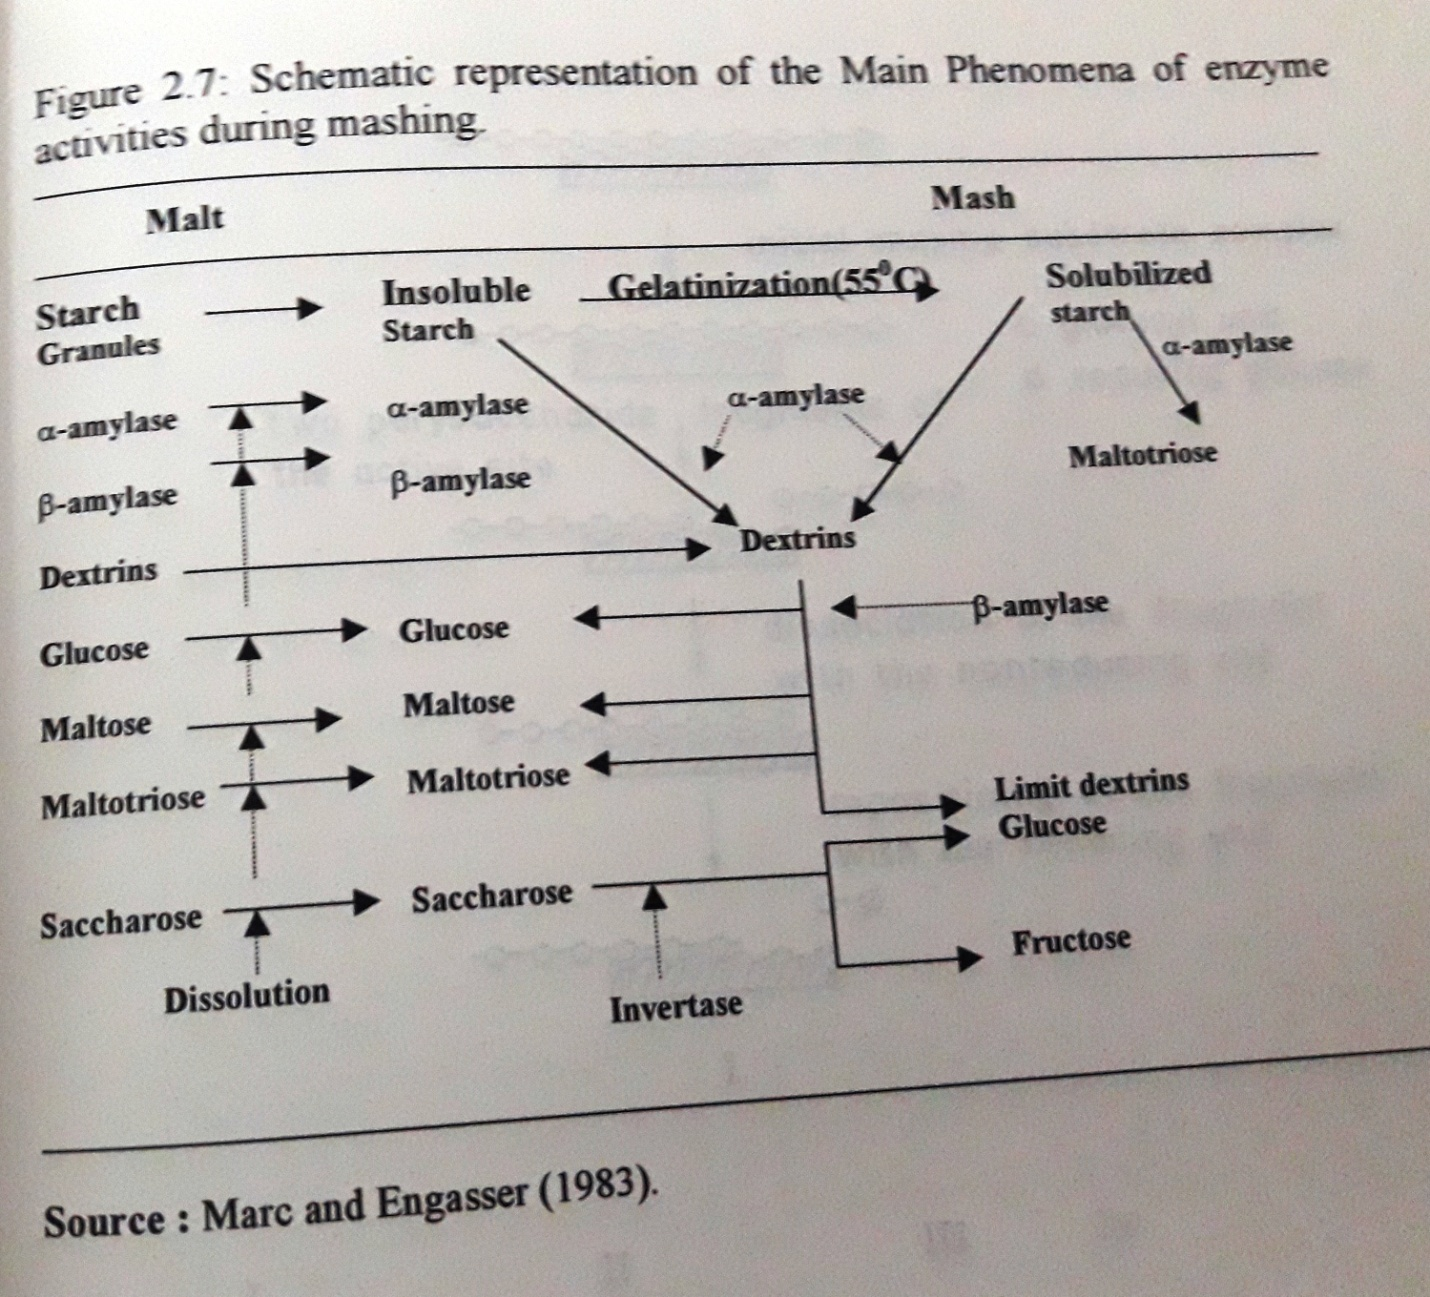 Figure 2.7: Schematic representation of the Main Phenomena of enzyme
activities during mashing.
Malt
Mash
Starch
Granules
Insoluble
Starch
Gelatinization(55⁰C)
Solubilized
starch
α-amylase
α-amylase
α-amylase
α-amylase
Maltotriose
β-amylase
β-amylase
Dextrins
Dextrins
β-amylase
Glucose
Glucose
Maltose
Maltose
Maltotriose
Maltotriose
Limit dextrins
Glucose
Saccharose
Saccharose
Fructose
Dissolution
Invertase
Source : Marc and Engasser (1983).